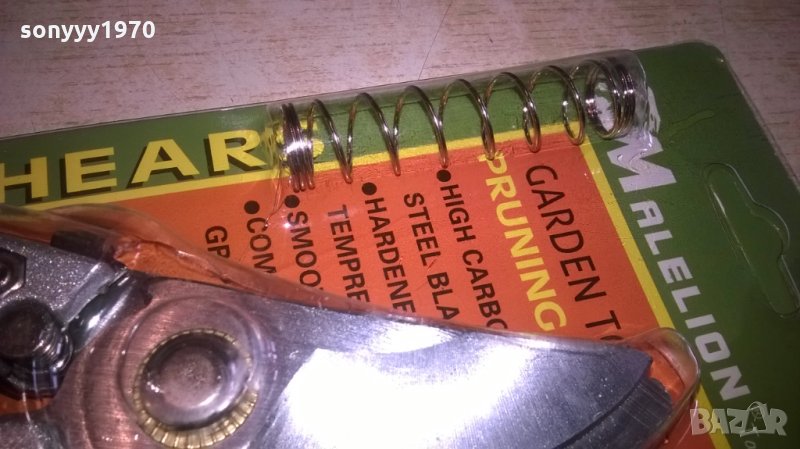 sonyyy1970
HEARS
MALELION
GARDEN T
PRUNING
•HIGH CARBO
STEEL BLA
•HARDENE
TEMPRE
•SMOO
•COM
GR
BAZAR